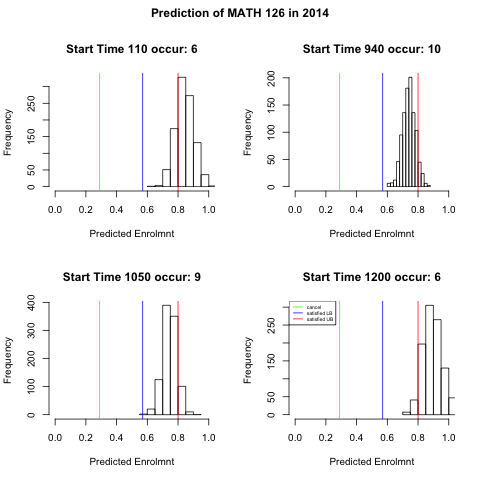 Prediction of MATH 126 in 2014
Start Time 110 occur: 6
Frequency
0 50 150 250
0.0 0.2 0.4 0.6 0.8 1.0
Predicted Enrolmnt
Start Time 940 occur: 10
Frequency
0 50 100 150 200
0.0 0.2 0.4 0.6 0.8 1.0
Predicted Enrolmnt
Start Time 1050 occur: 9
Frequency
0 100 200 300 400
0.0 0.2 0.4 0.6 0.8 1.0
Predicted Enrolmnt
Start Time 1200 occur: 6
cancel
satisfied LB
satisfied UB
Frequency
0 50 150 250
0.0 0.2 0.4 0.6 0.8 1.0
Predicted Enrolmnt